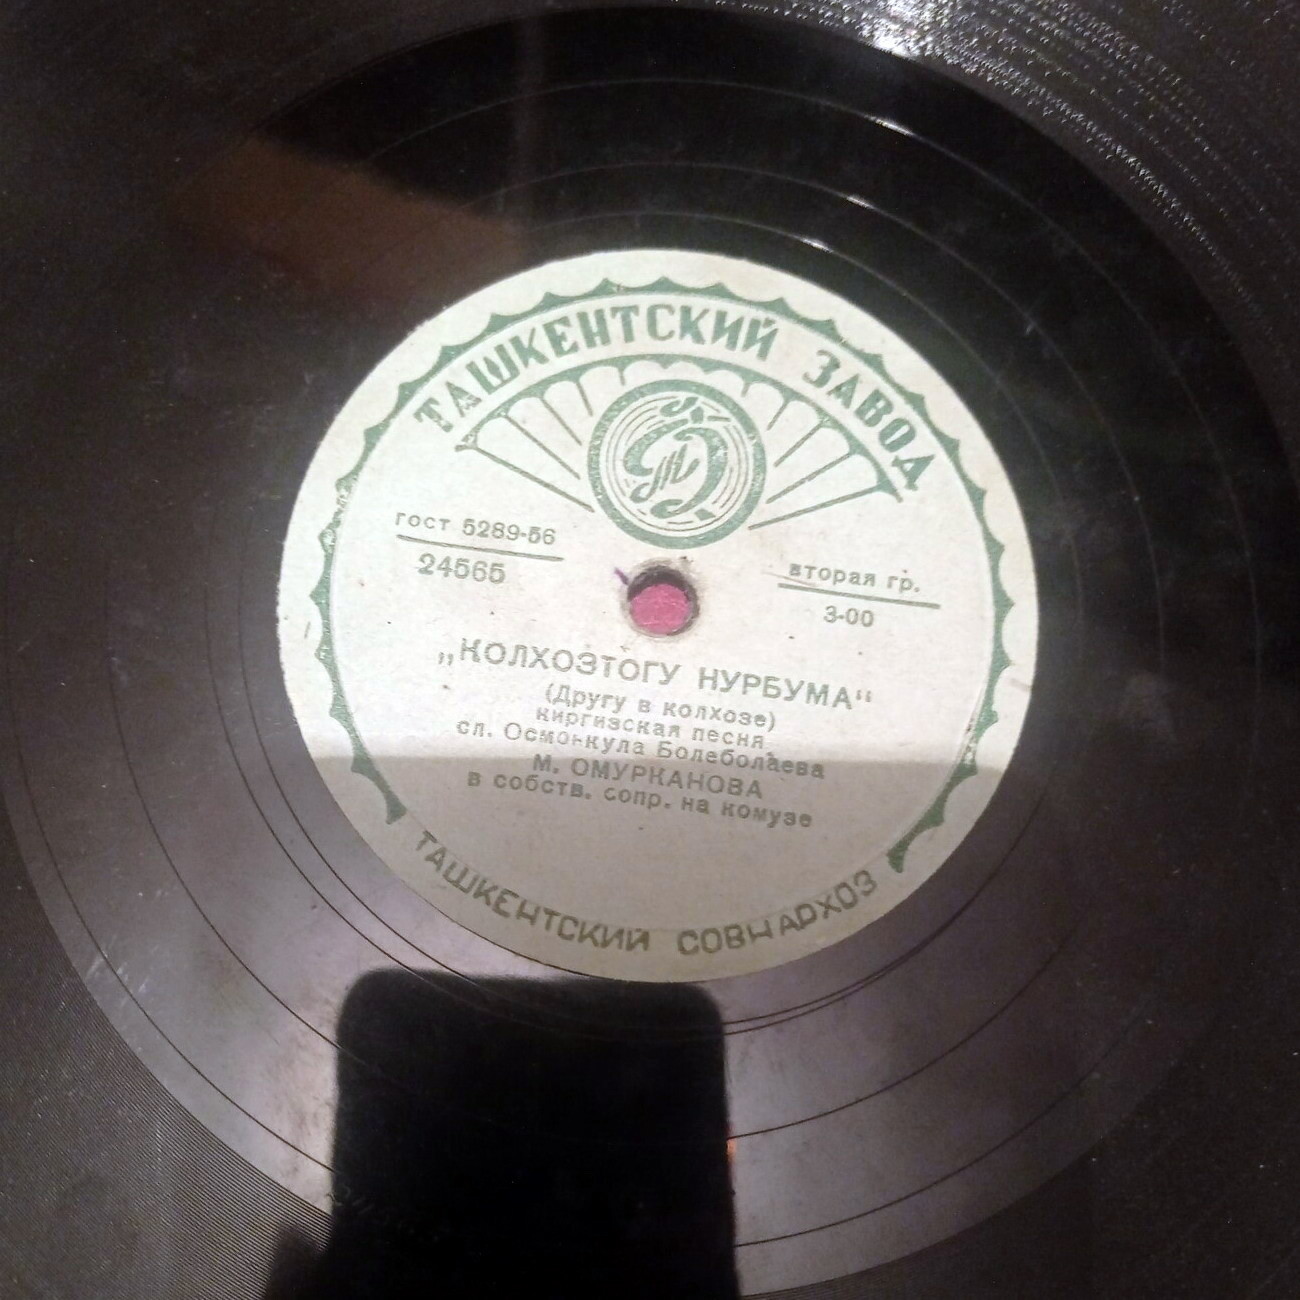 ТАШКЕНТСКИЙ ЗАВОД
гост 5289-56
24565
вторая гр.
3-00
„КОЛХОЗТОГУ НУРБУМА“
(Другу в колхозе)
киргизская песня
сл. Осмонкула Болеболаева
М. ОМУРКАНОВА
в собств. сопр. на комузе
ТАШКЕНТСКИЙ СОВНАРХОЗ